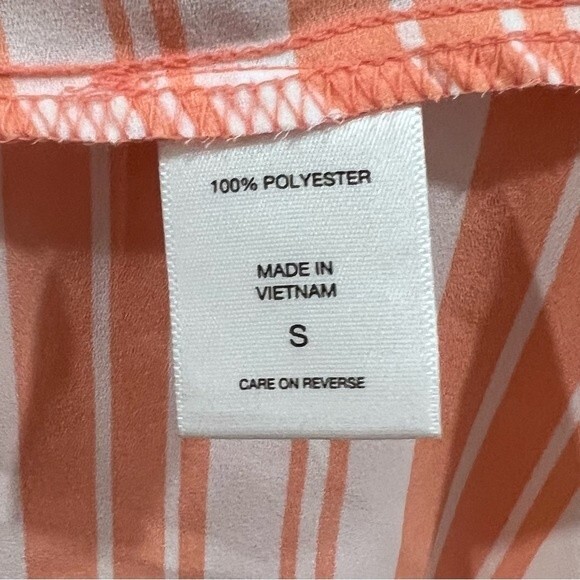 100% POLYESTER
MADE IN
VIETNAM
S
CARE ON REVERSE